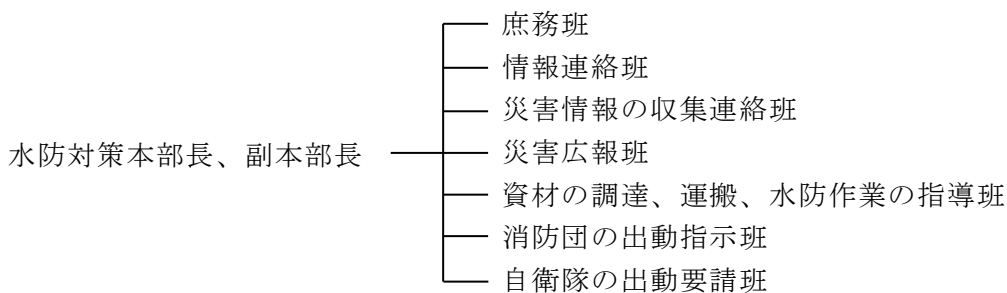 庶務班
情報連絡班
災害情報の収集連絡班
水防対策本部長、副本部長
災害広報班
資材の調達、運搬、水防作業の指導班
消防団の出動指示班
自衛隊の出動要請班